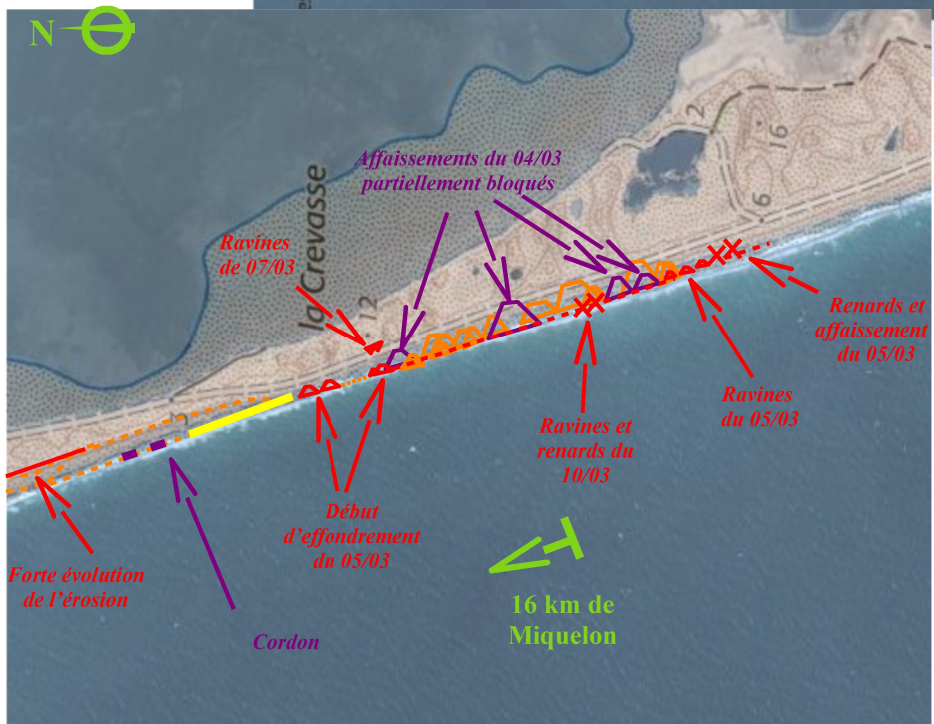 N
Affaissements du 04/03
partiellement bloqués
Ravines
de 07/03
la Crevasse
12
2
16
6
3
Renards et
affaissement
du 05/03
Ravines
du 05/03
Ravines et
renards du
10/03
Début
d'effondrement
du 05/03
Forte évolution
de l'érosion
Cordon
16 km de
Miquelon